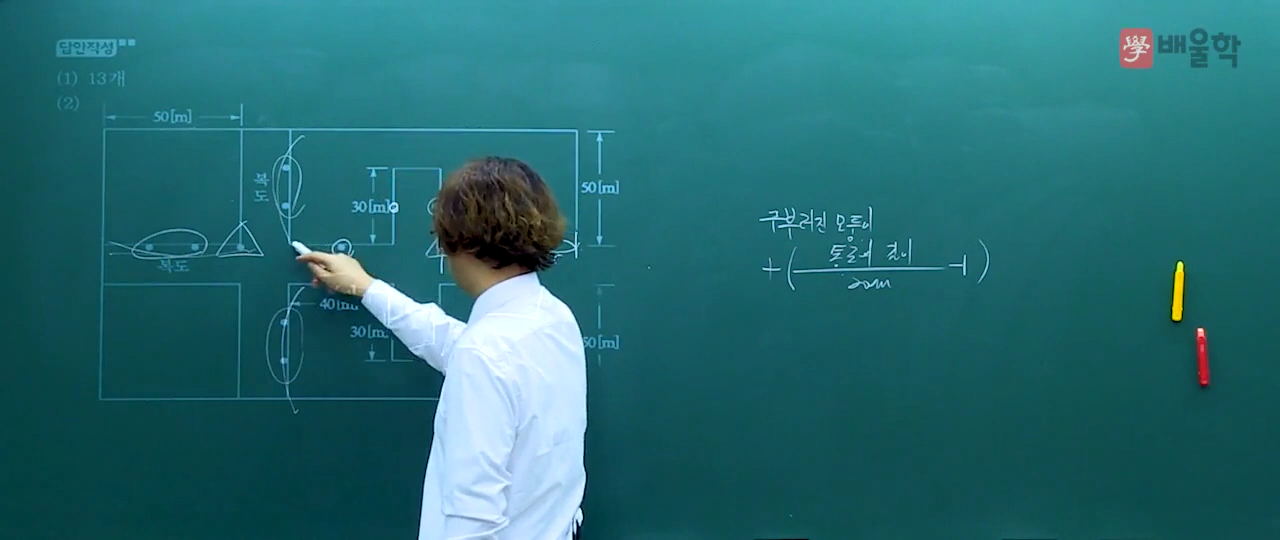 답안작성
學 배울학
(1) 13개
(2)
50[m]
복도
30[m]
50[m]
복도
40[m]
30[m]
50[m]
구부러진 모퉁이
+ ( 통로의 길이 -1 )
20m